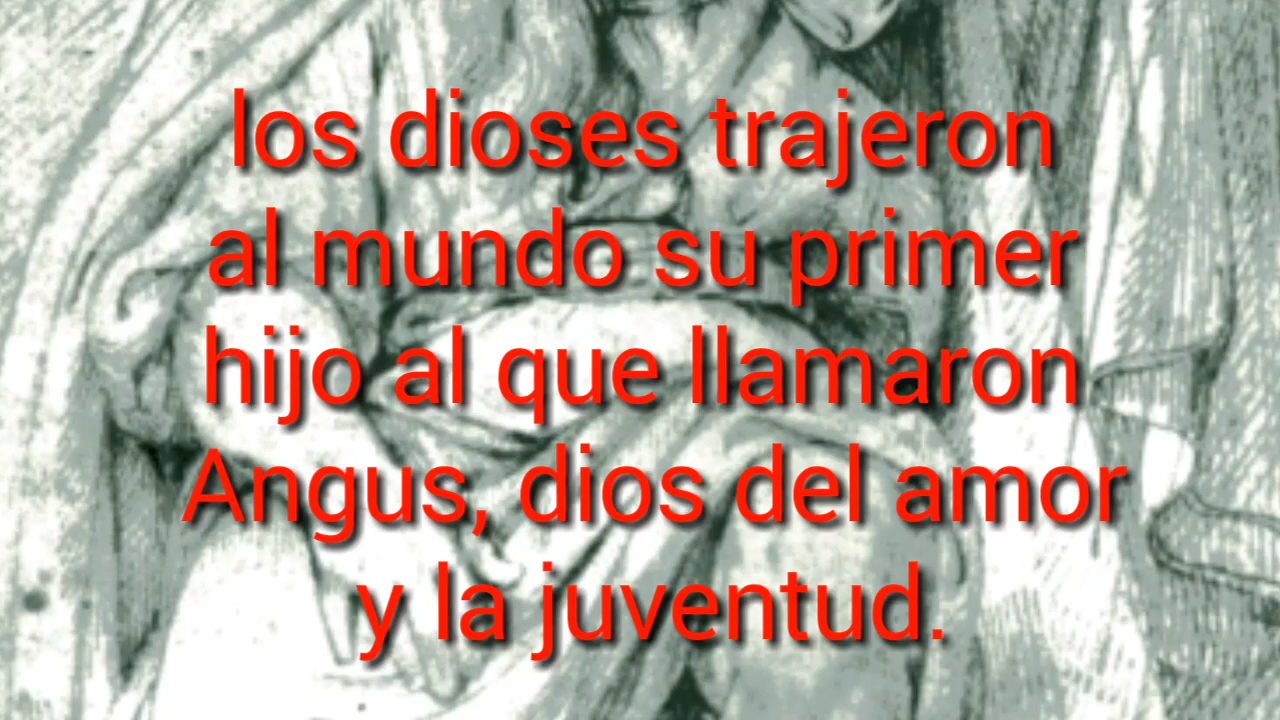 los dioses trajeron
al mundo su primer
hijo al que llamaron
Angus, dios del amor
y la juventud.